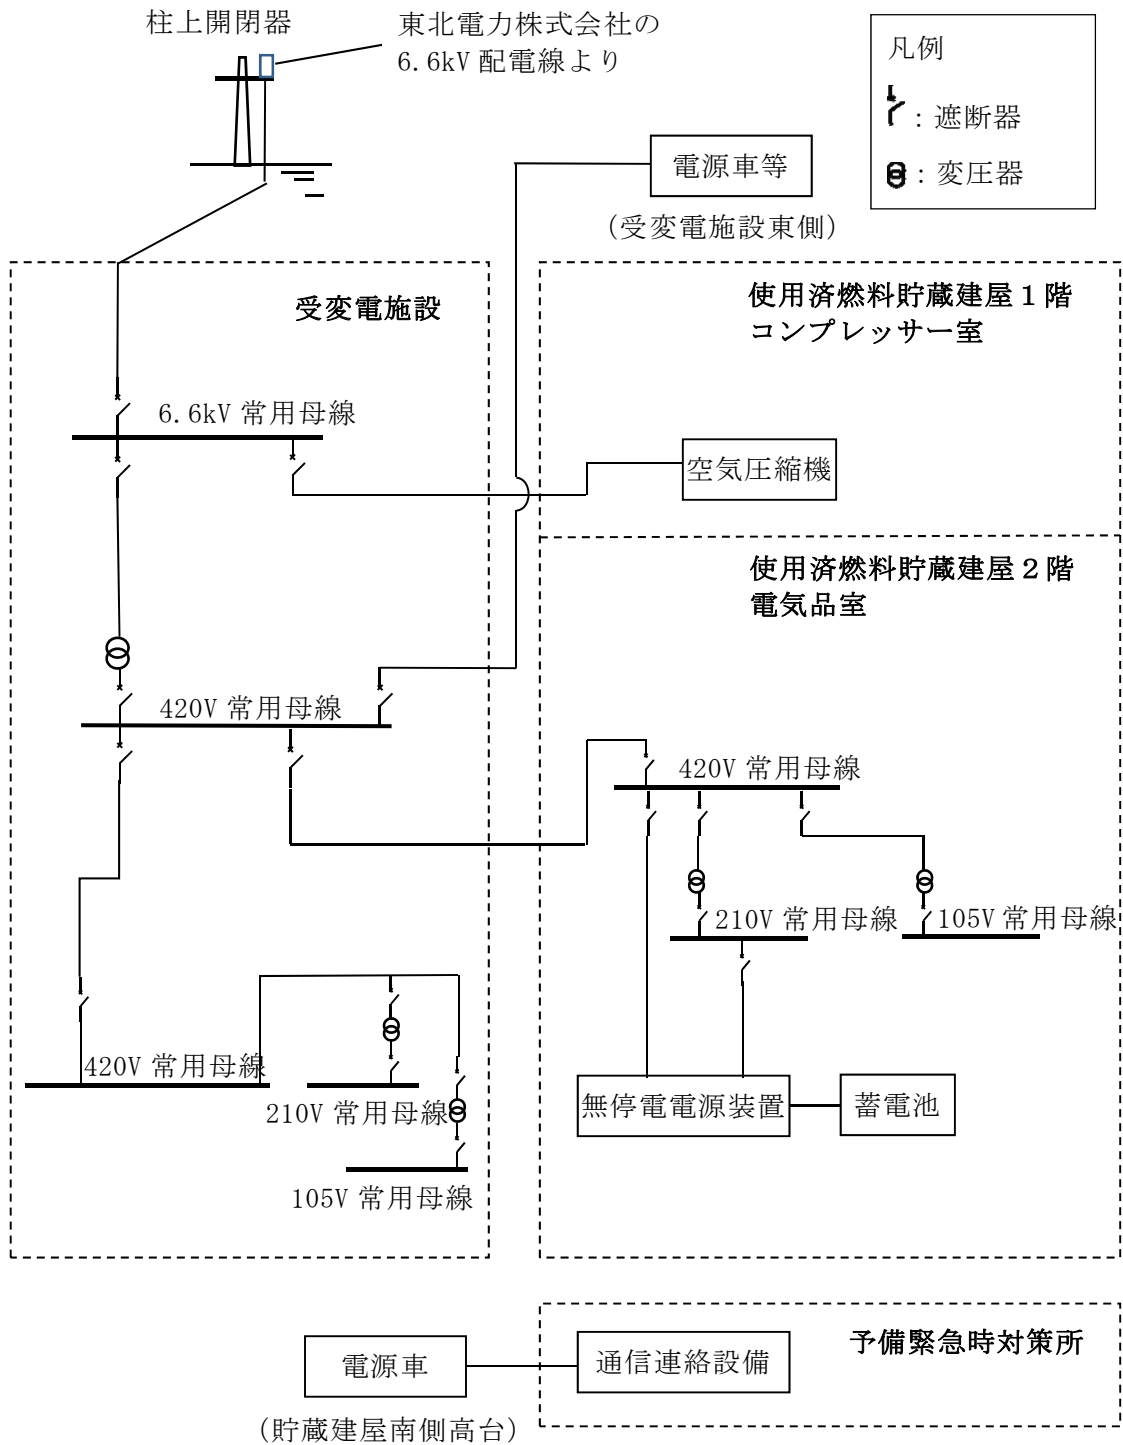 柱上開閉器
東北電力株式会社の
6.6kV 配電線より
凡例
：遮断器
：変圧器
電源車等
（受変電施設東側）
受変電施設
使用済燃料貯蔵建屋１階
コンプレッサー室
6.6kV 常用母線
空気圧縮機
使用済燃料貯蔵建屋２階
電気品室
420V 常用母線
420V 常用母線
210V 常用母線
105V 常用母線
420V 常用母線
210V 常用母線
105V 常用母線
無停電電源装置
蓄電池
予備緊急時対策所
電源車
通信連絡設備
（貯蔵建屋南側高台）